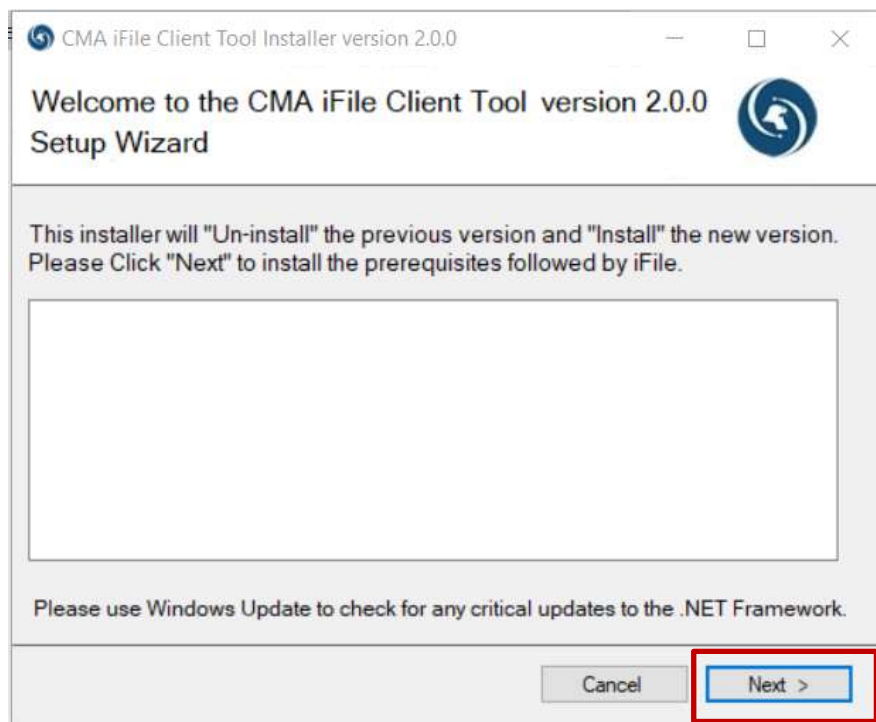 CMA iFile Client Tool Installer version 2.0.0
Welcome to the CMA iFile Client Tool version 2.0.0
Setup Wizard
This installer will "Un-install" the previous version and "Install" the new version.
Please Click "Next" to install the prerequisites followed by iFile.
Please use Windows Update to check for any critical updates to the .NET Framework.
Cancel
Next >